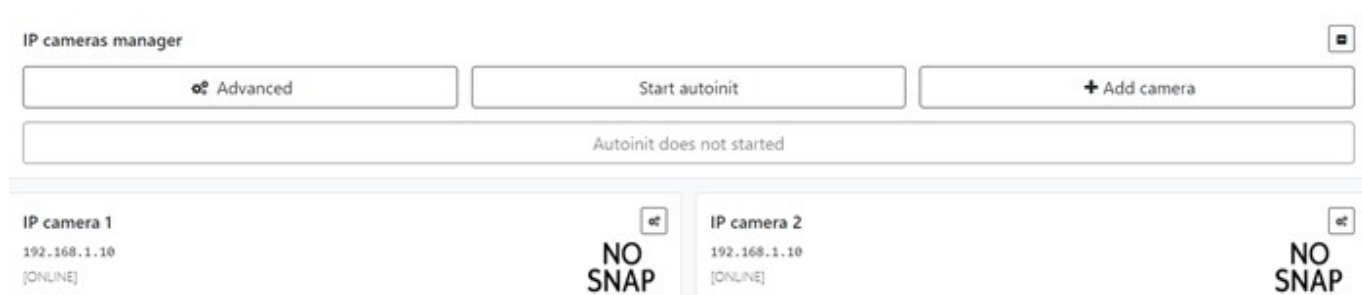 IP cameras manager
Advanced
Start autoinit
Add camera
Autoinit does not started
IP camera 1
192.168.1.10
[ONLINE]
NO
SNAP
IP camera 2
192.168.1.10
[ONLINE]
NO
SNAP